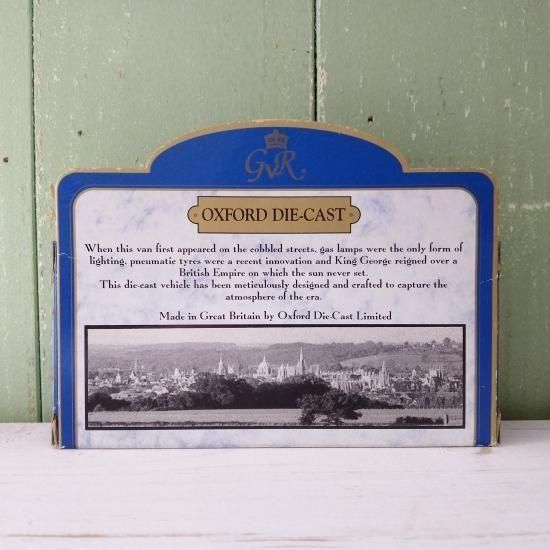 GVR
OXFORD DIE-CAST
When this van first appeared on the cobbled streets, gas lamps were the only form of
lighting, pneumatic tyres were a recent innovation and King George reigned over a
British Empire on which the sun never set.
This die-cast vehicle has been meticulously designed and crafted to capture the
atmosphere of the era.
Made in Great Britain by Oxford Die-Cast Limited